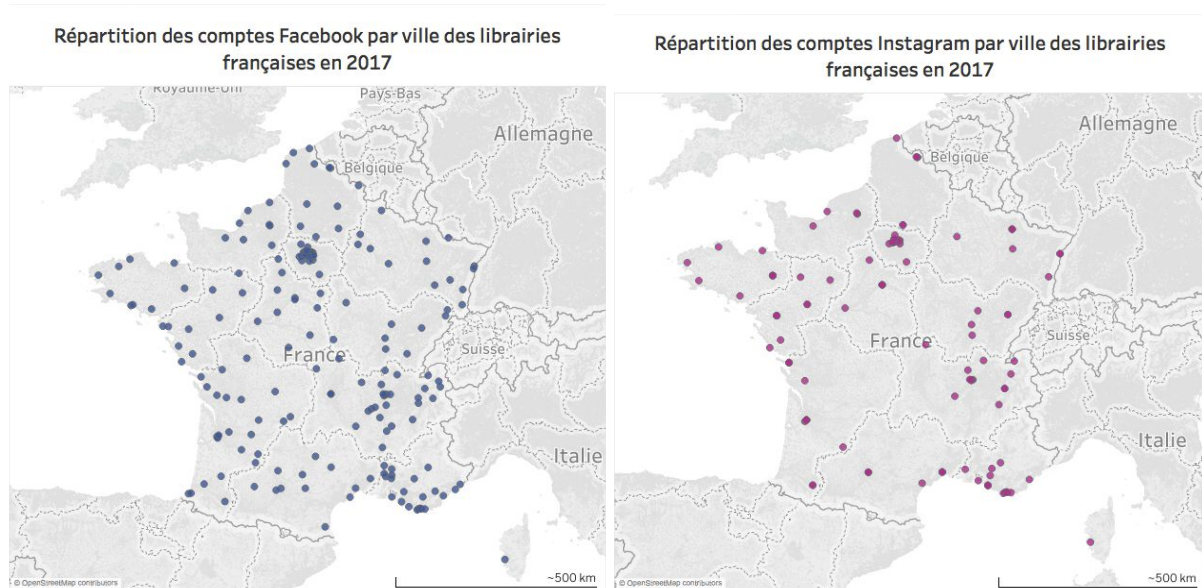 Répartition des comptes Facebook par ville des librairies
françaises en 2017
Royaume-Uni
Pays-Bas
Allemagne
Belgique
France
Suisse
Italie
© OpenStreetMap contributors
~500 km
Répartition des comptes Instagram par ville des librairies
françaises en 2017
Allemagne
Belgique
France
Suisse
Italie
© OpenStreetMap contributors
~500 km